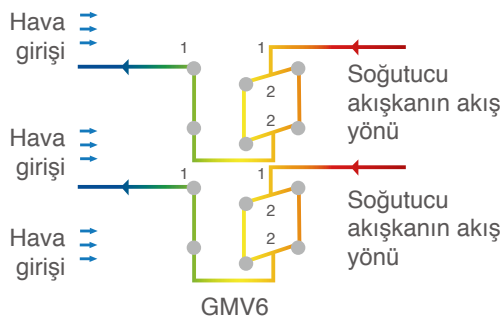 Hava
girişi
1
1
2
2
Soğutucu
akışkanın akış
yönü
Hava
girişi
1
1
2
2
Soğutucu
akışkanın akış
yönü
Hava
girişi
GMV6